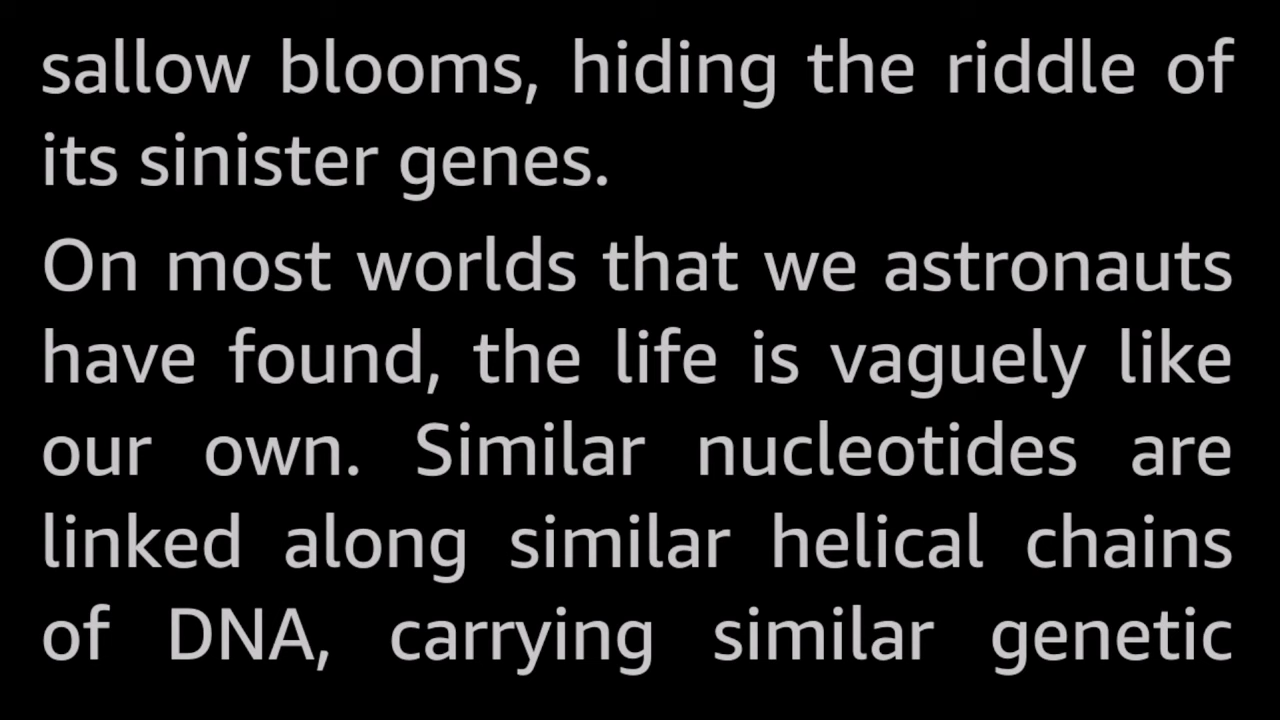 sallow blooms, hiding the riddle of
its sinister genes.
On most worlds that we astronauts
have found, the life is vaguely like
our own. Similar nucleotides are
linked along similar helical chains
of DNA, carrying similar genetic